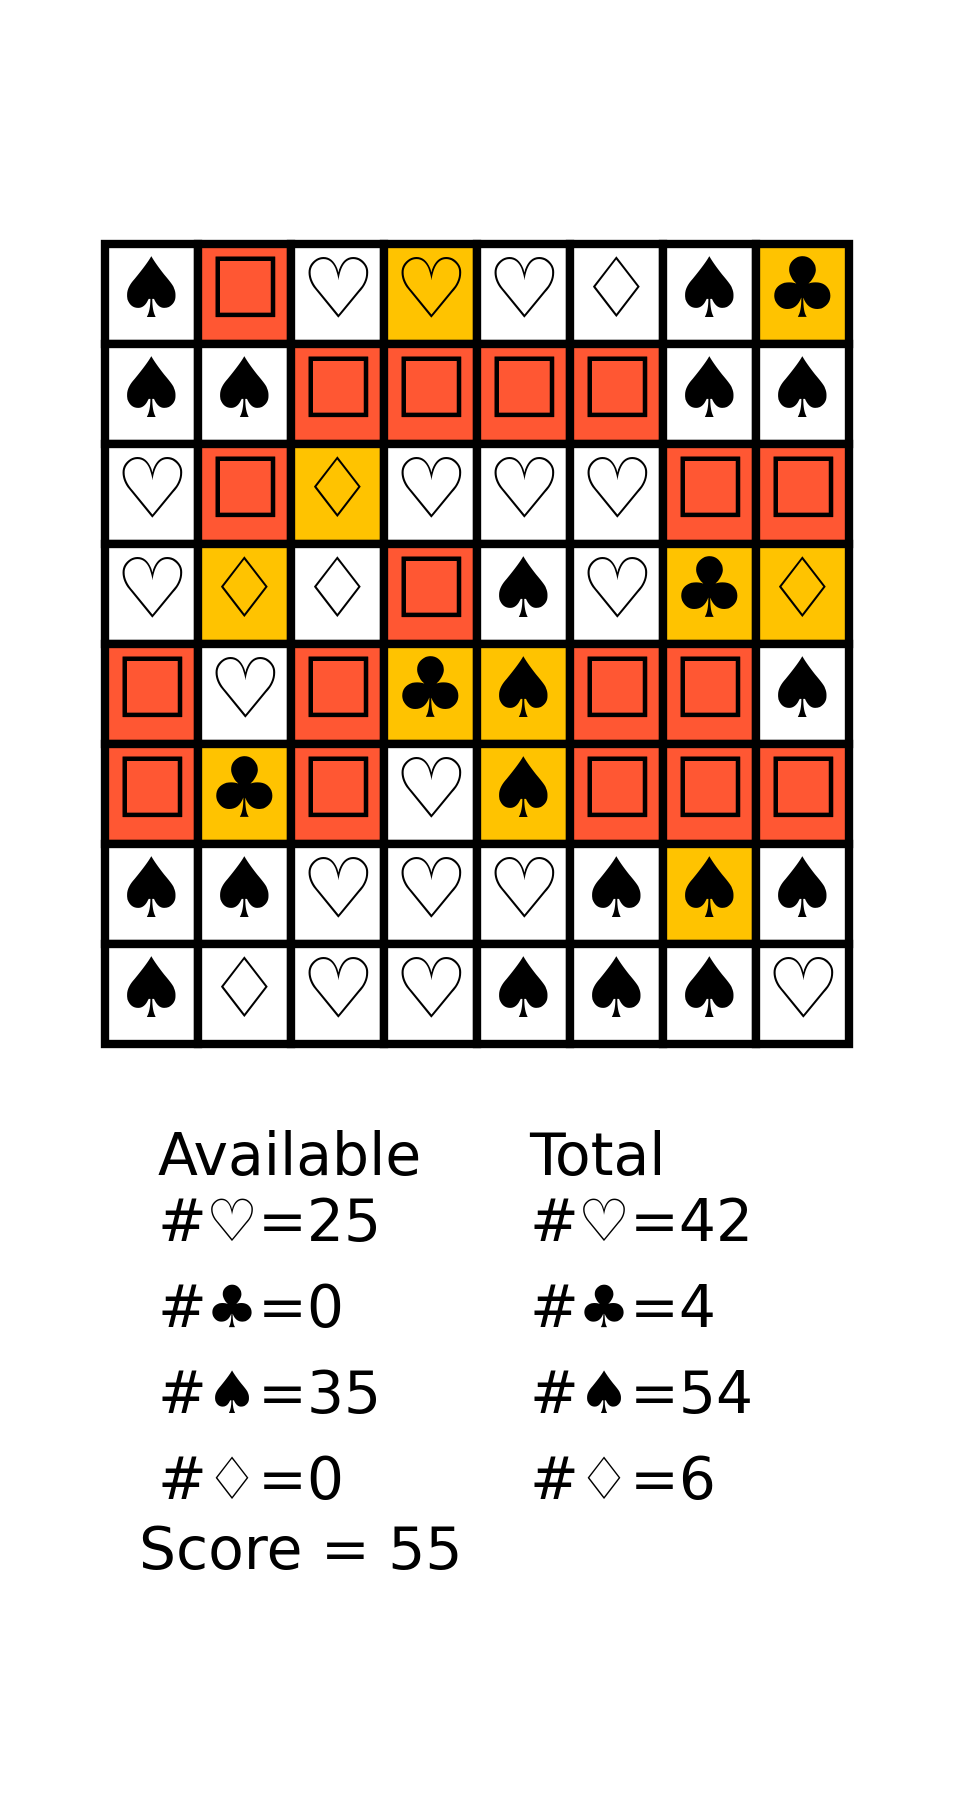 ♠ □ ♡ ♡ ♡ ♢ ♠ ♣
♠ ♠ □ □ □ □ ♠ ♠
♡ □ ♢ ♡ ♡ ♡ □ □
♡ ♢ ♢ □ ♠ ♡ ♣ ♢
□ ♡ □ ♣ ♠ □ □ ♠
□ ♣ □ ♡ ♠ □ □ □
♠ ♠ ♡ ♡ ♡ ♠ ♠ ♠
♠ ♢ ♡ ♡ ♠ ♠ ♠ ♡
Available Total
#♡=25 #♡=42
#♣=0 #♣=4
#♠=35 #♠=54
#♢=0 #♢=6
Score = 55